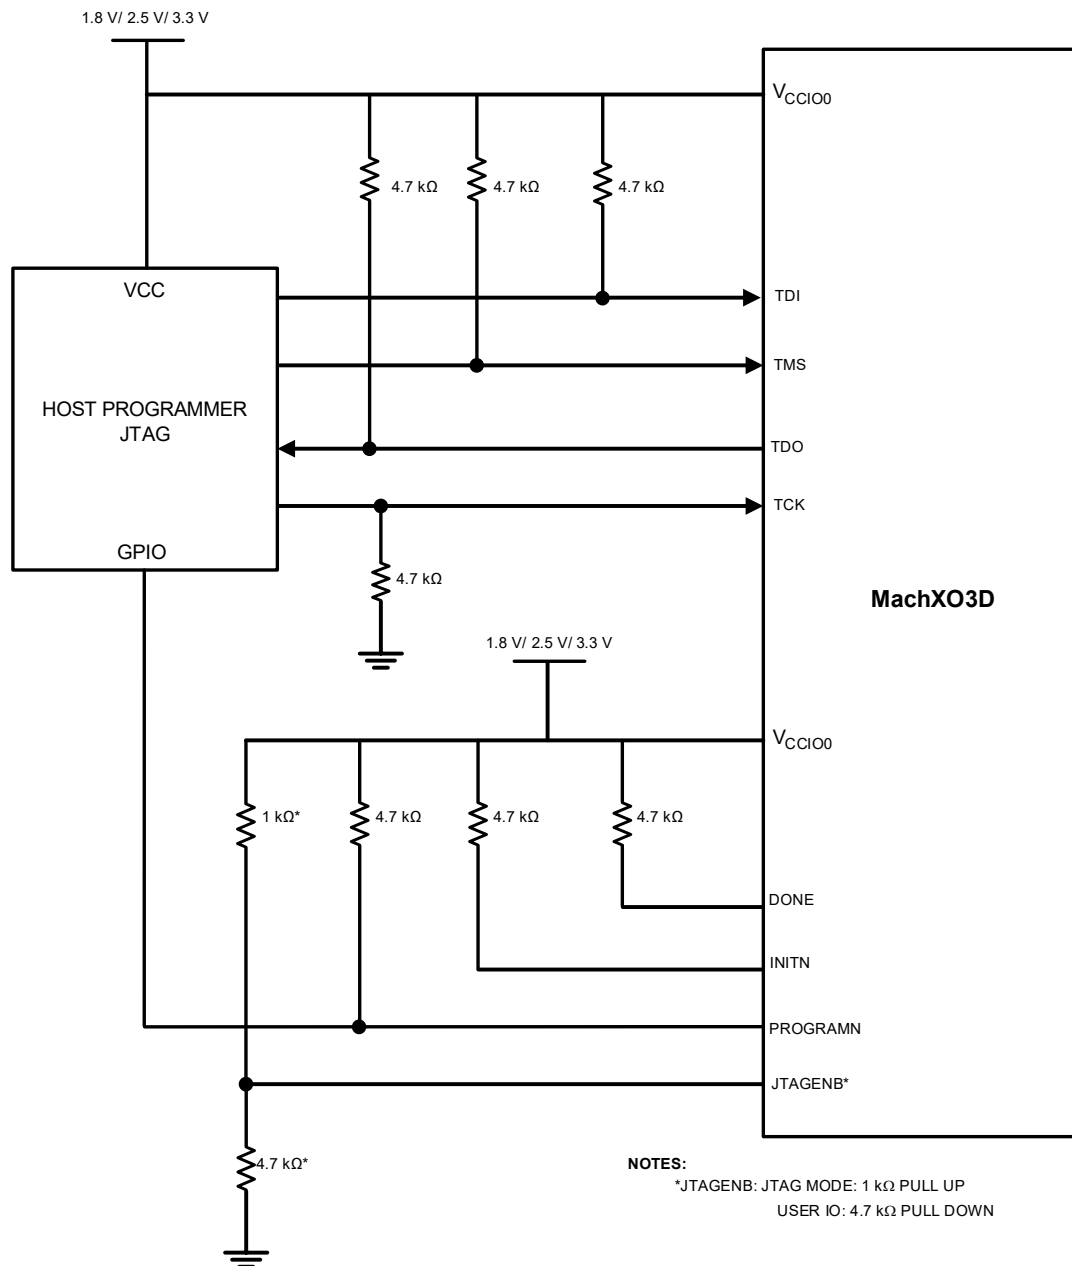 1.8 V/ 2.5 V/ 3.3 V
V_CCIO0
4.7 kΩ
4.7 kΩ
4.7 kΩ
VCC
TDI
TMS
HOST PROGRAMMER
JTAG
TDO
TCK
GPIO
4.7 kΩ
MachXO3D
1.8 V/ 2.5 V/ 3.3 V
V_CCIO0
1 kΩ*
4.7 kΩ
4.7 kΩ
4.7 kΩ
DONE
INITN
PROGRAMN
JTAGENB*
4.7 kΩ*
NOTES:
*JTAGENB: JTAG MODE: 1 kΩ PULL UP
USER IO: 4.7 kΩ PULL DOWN